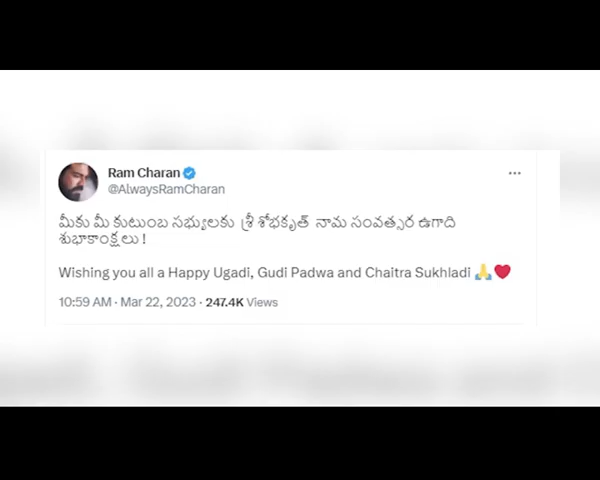 Ram Charan
@AlwaysRamCharan
మీకు మీ కుటుంబ సభ్యులకు శ్రీ శోభకృత్ నామ సంవత్సర ఉగాది
శుభాకాంక్షలు !
Wishing you all a Happy Ugadi, Gudi Padwa and Chaitra Sukhladi 🙏❤️
10:59 AM · Mar 22, 2023 · 247.4K Views